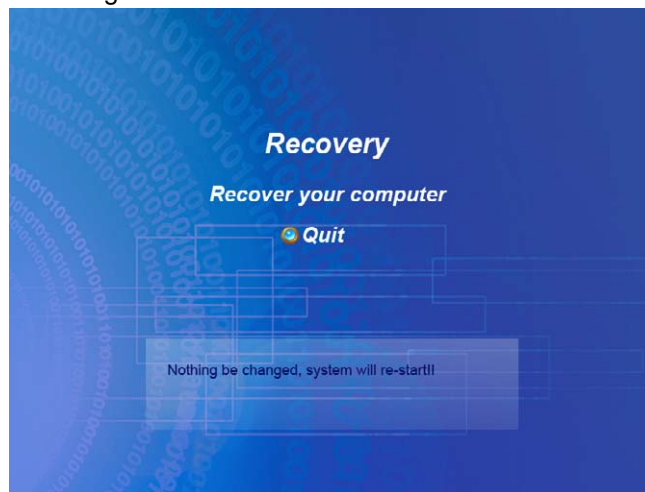 Recovery
Recover your computer
Quit
Nothing be changed, system will re-start!!